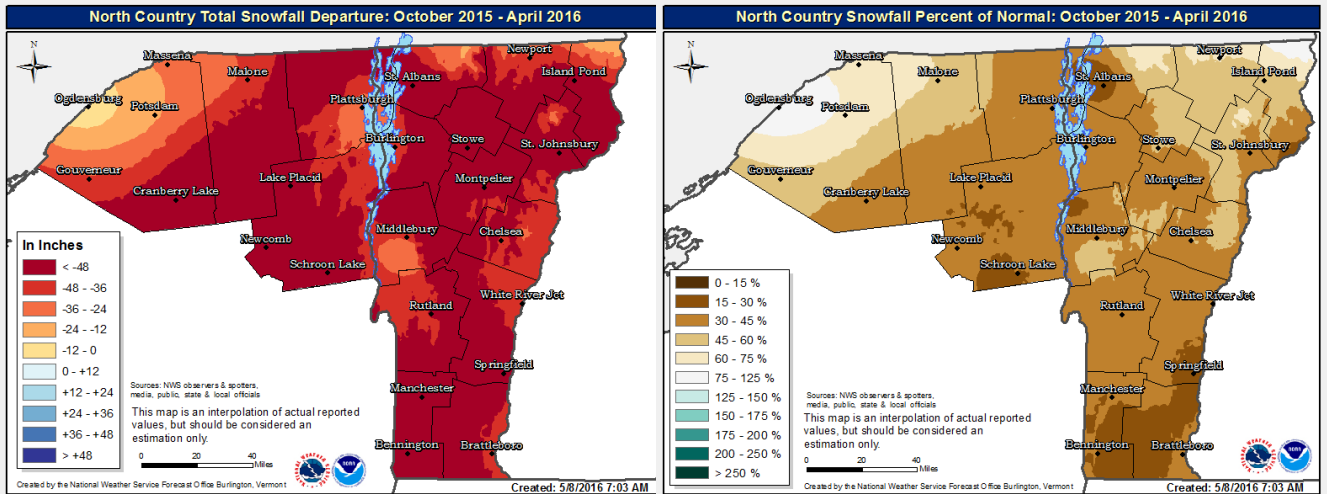 North Country Total Snowfall Departure: October 2015 - April 2016
N
Massena
Malone
Ogdensburg
Potsdam
Gouverneur
Cranberry Lake
Lake Placid
Newcomb
Schroon Lake
Plattsburgh
St. Albans
Newport
Island Pond
Burlington
Stowe
St. Johnsbury
Montpelier
Middlebury
Chelsea
Rutland
White River Jct
Springfield
Manchester
Bennington
Brattleboro
In Inches
< -48
-48 - -36
-36 - -24
-24 - -12
-12 - 0
0 - +12
+12 - +24
+24 - +36
+36 - +48
> +48
Sources: NWS observers & spotters,
media, public, state & local officials
This map is an interpolation of actual reported
values, but should be considered an
estimation only.
0 20 40
Miles
Created by the National Weather Service Forecast Office Burlington, Vermont
Created: 5/8/2016 7:03 AM
North Country Snowfall Percent of Normal: October 2015 - April 2016
N
Massena
Malone
Ogdensburg
Potsdam
Gouverneur
Cranberry Lake
Lake Placid
Newcomb
Schroon Lake
Plattsburgh
St. Albans
Newport
Island Pond
Burlington
Stowe
St. Johnsbury
Montpelier
Middlebury
Chelsea
Rutland
White River Jct
Springfield
Manchester
Bennington
Brattleboro
0 - 15 %
15 - 30 %
30 - 45 %
45 - 60 %
60 - 75 %
75 - 125 %
125 - 150 %
150 - 175 %
175 - 200 %
200 - 250 %
> 250 %
Sources: NWS observers & spotters,
media, public, state & local officials
This map is an interpolation of actual reported
values, but should be considered an
estimation only.
0 20 40
Miles
Created by the National Weather Service Forecast Office Burlington, Vermont
Created: 5/8/2016 7:03 AM